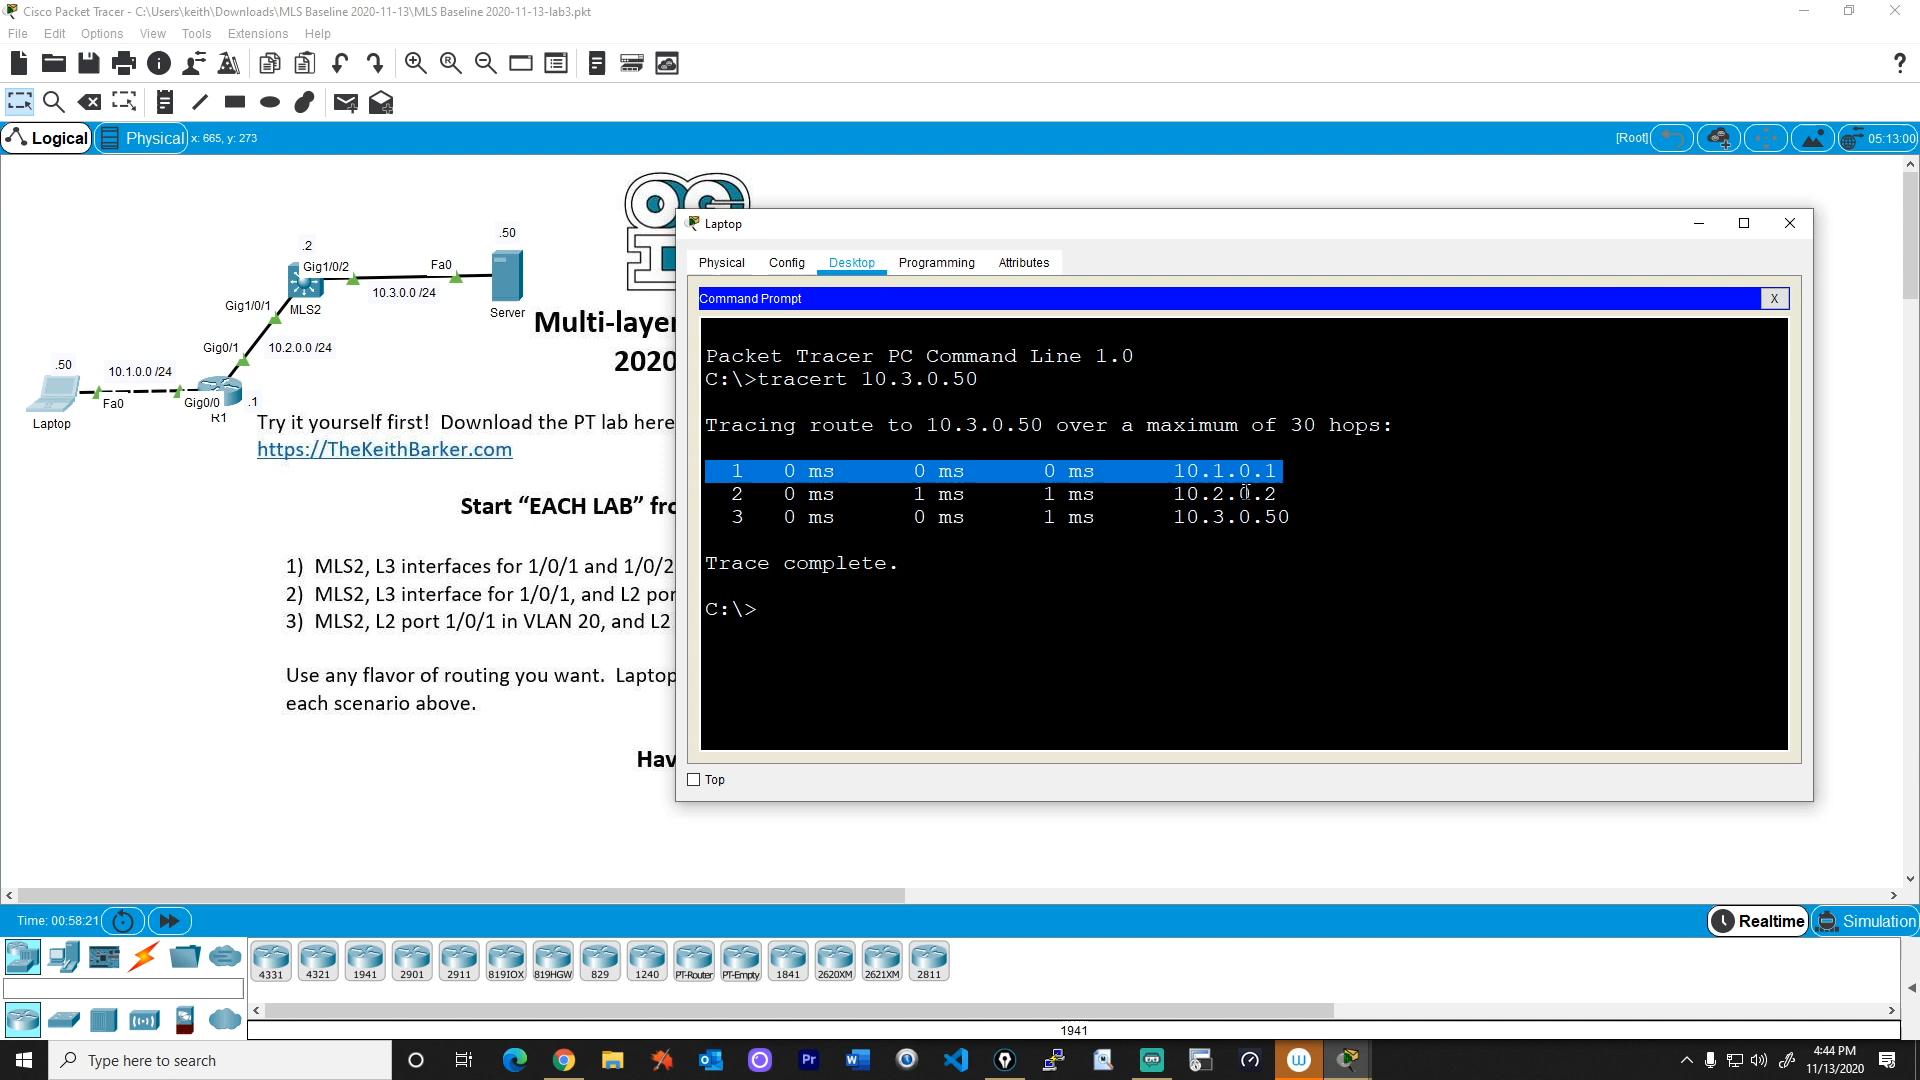 Cisco Packet Tracer - C:\Users\keith\Downloads\MLS Baseline 2020-11-13\MLS Baseline 2020-11-13-lab3.pkt
File Edit Options View Tools Extensions Help
Logical Physical x: 665, y: 273 [Root] 05:13:00
.50
.2
Gig1/0/2 Fa0
10.3.0.0 /24
Gig1/0/1 MLS2 Server
Gig0/1 10.2.0.0 /24
.50 10.1.0.0 /24
Fa0 Gig0/0 .1
Laptop R1
Multi-layer
2020
Try it yourself first! Download the PT lab here
https://TheKeithBarker.com
Start “EACH LAB” fro
1) MLS2, L3 interfaces for 1/0/1 and 1/0/2
2) MLS2, L3 interface for 1/0/1, and L2 por
3) MLS2, L2 port 1/0/1 in VLAN 20, and L2
Use any flavor of routing you want. Laptop
each scenario above.
Hav
Laptop
Physical Config Desktop Programming Attributes
Command Prompt X
Packet Tracer PC Command Line 1.0
C:\>tracert 10.3.0.50
Tracing route to 10.3.0.50 over a maximum of 30 hops:
1 0 ms 0 ms 0 ms 10.1.0.1
2 0 ms 1 ms 1 ms 10.2.0.2
3 0 ms 0 ms 1 ms 10.3.0.50
Trace complete.
C:\>
Top
Time: 00:58:21 Realtime Simulation
4331 4321 1941 2901 2911 819IOX 819HGW 829 1240 PT-Router PT-Empty 1841 2620XM 2621XM 2811
1941
Type here to search
4:44 PM
11/13/2020